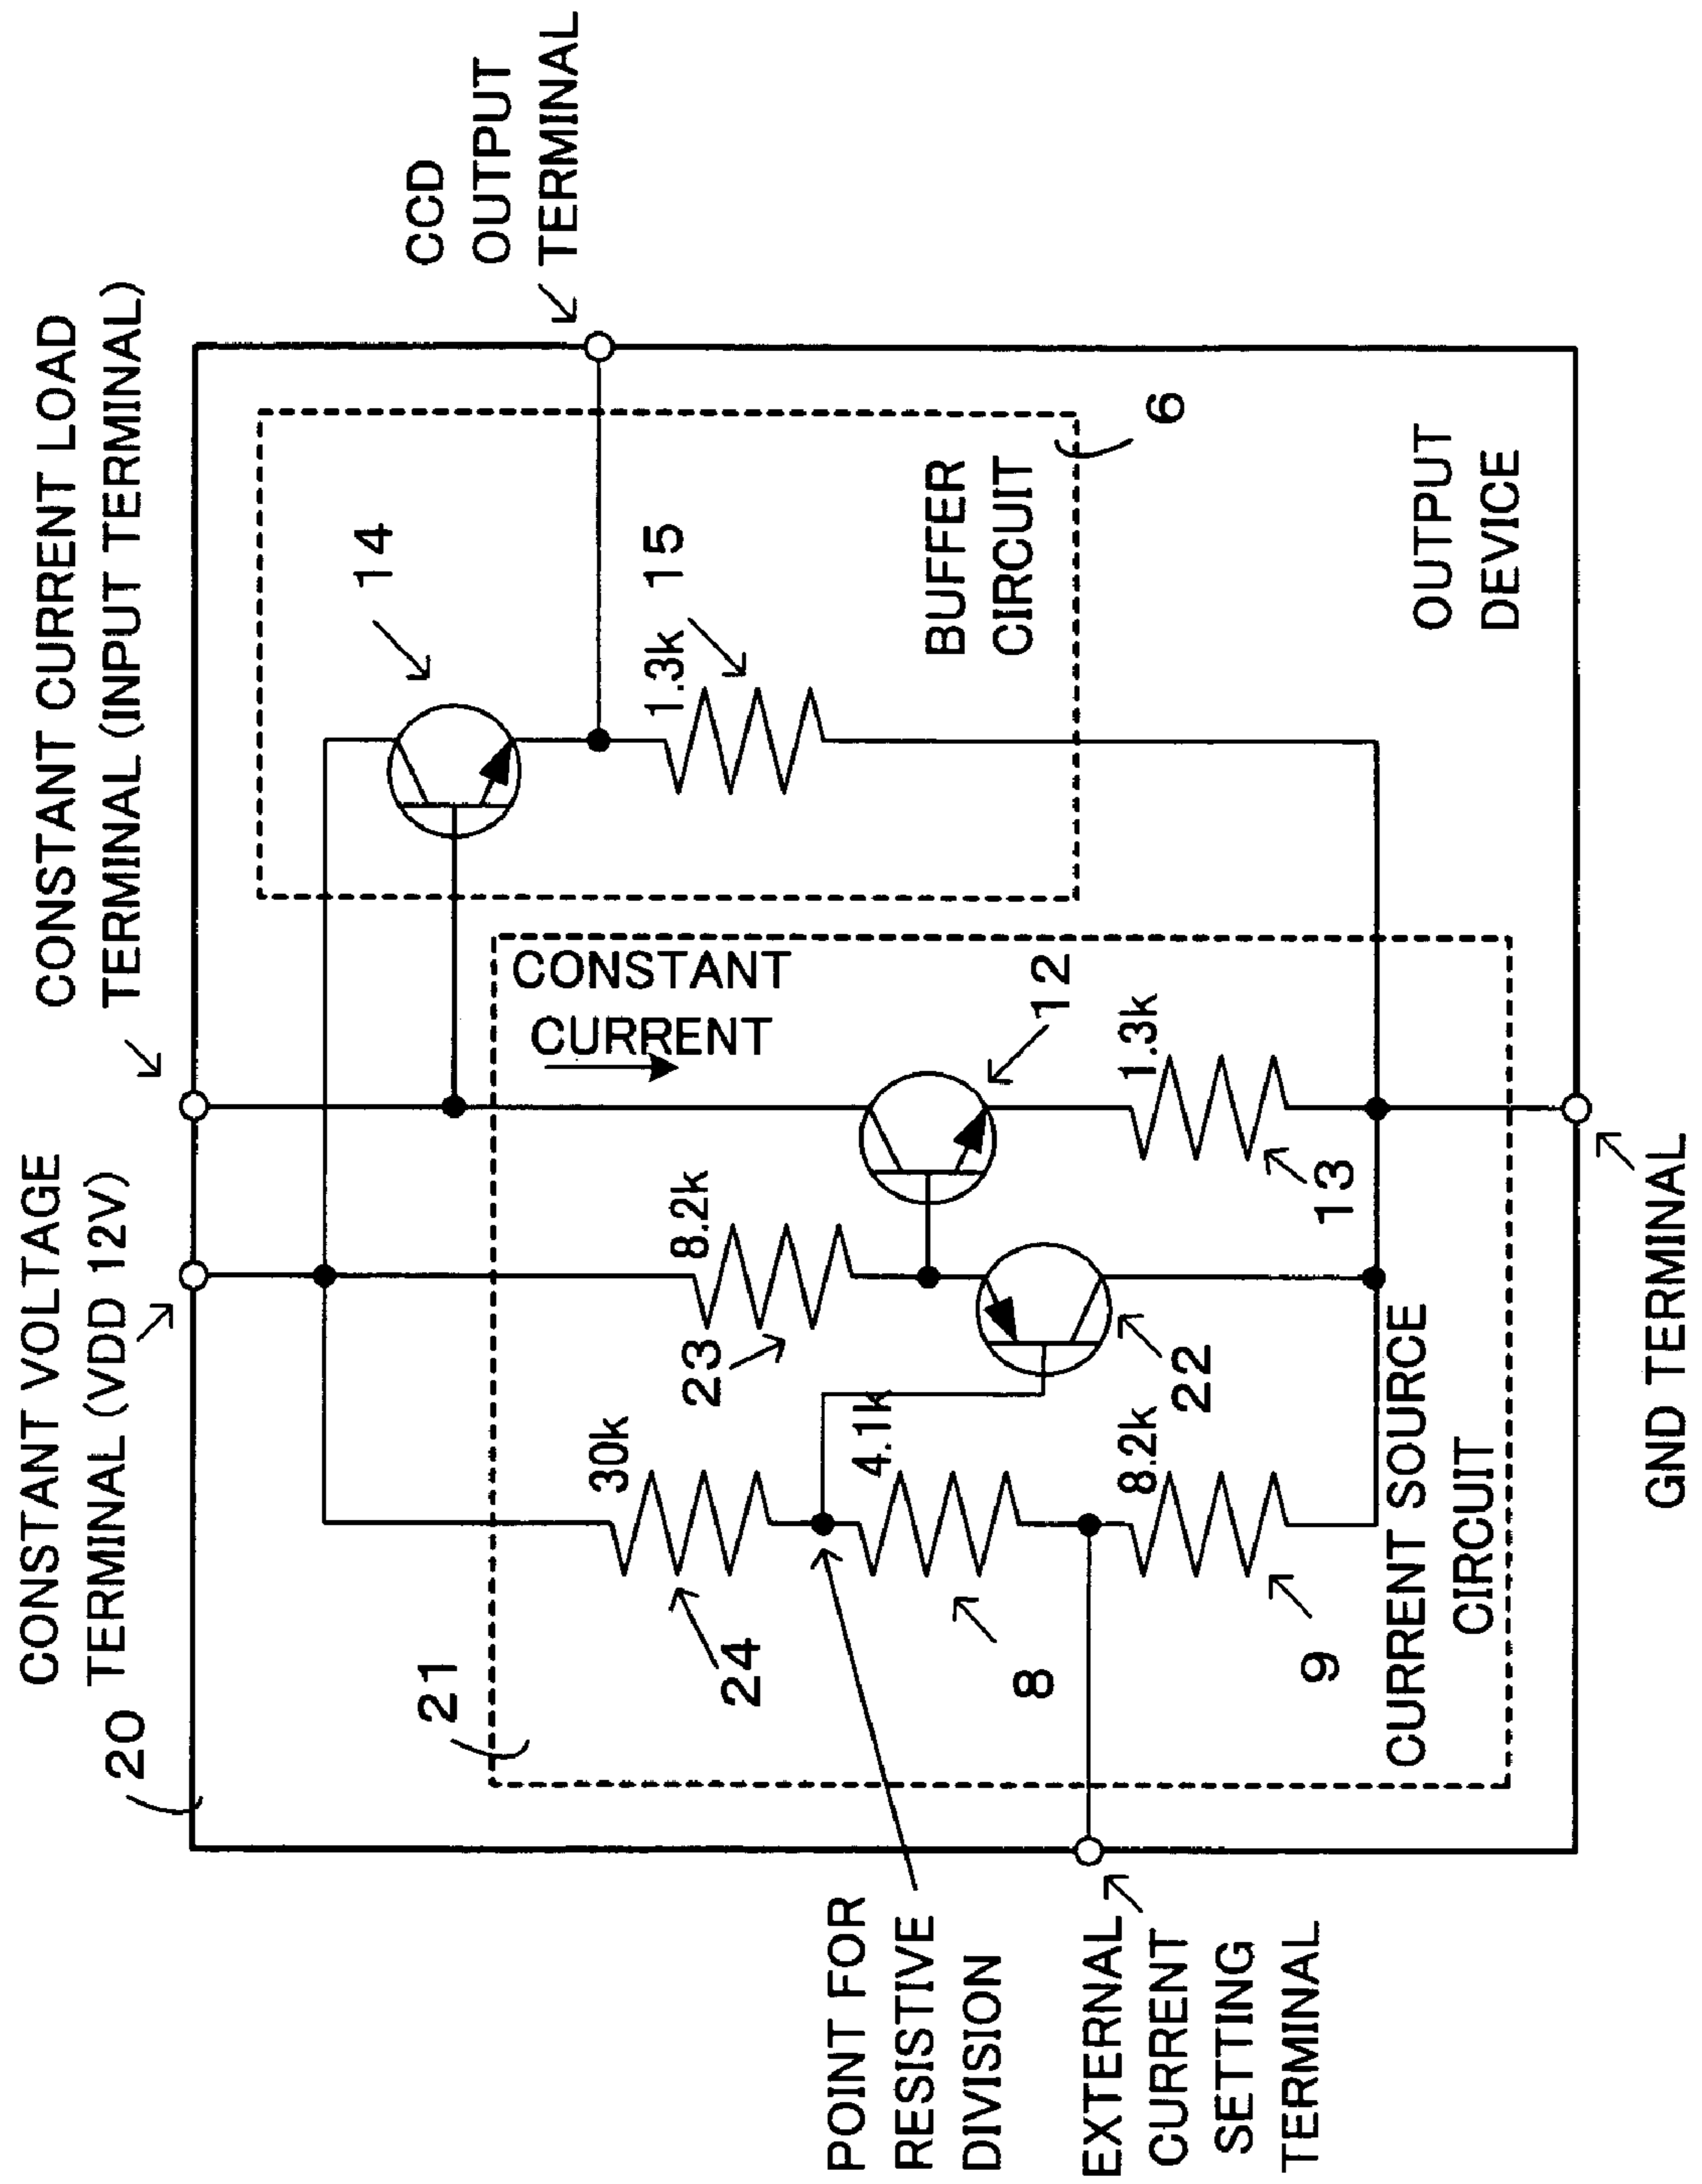 CONSTANT VOLTAGE
TERMINAL (VDD 12V)
CONSTANT CURRENT LOAD
TERMINAL (INPUT TERMINAL)
20
CCD
OUTPUT
TERMINAL
21
14
CONSTANT
CURRENT
30k
24
8.2k
23
1.3k
15
POINT FOR
RESISTIVE
DIVISION
4.1k
8
12
BUFFER
CIRCUIT
6
22
EXTERNAL
CURRENT
SETTING
TERMINAL
8.2k
9
1.3k
13
CURRENT SOURCE
CIRCUIT
OUTPUT
DEVICE
GND TERMINAL